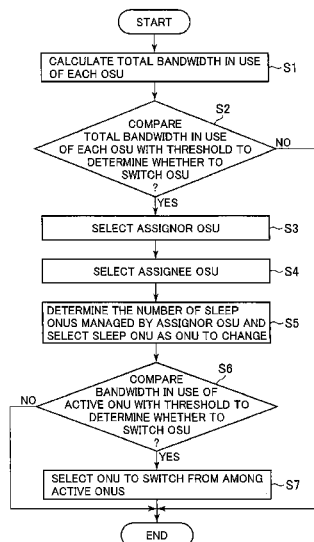 START
CALCULATE TOTAL BANDWIDTH IN USE
OF EACH OSU
S1
S2
COMPARE
TOTAL BANDWIDTH IN USE
OF EACH OSU WITH THRESHOLD TO
DETERMINE WHETHER TO
SWITCH OSU
?
NO
YES
SELECT ASSIGNOR OSU
S3
SELECT ASSIGNEE OSU
S4
DETERMINE THE NUMBER OF SLEEP
ONUS MANAGED BY ASSIGNOR OSU AND
SELECT SLEEP ONU AS ONU TO CHANGE
S5
S6
COMPARE
BANDWIDTH IN USE OF
ACTIVE ONU WITH THRESHOLD TO
DETERMINE WHETHER TO
SWITCH OSU
?
NO
YES
SELECT ONU TO SWITCH FROM AMONG
ACTIVE ONUS
S7
END